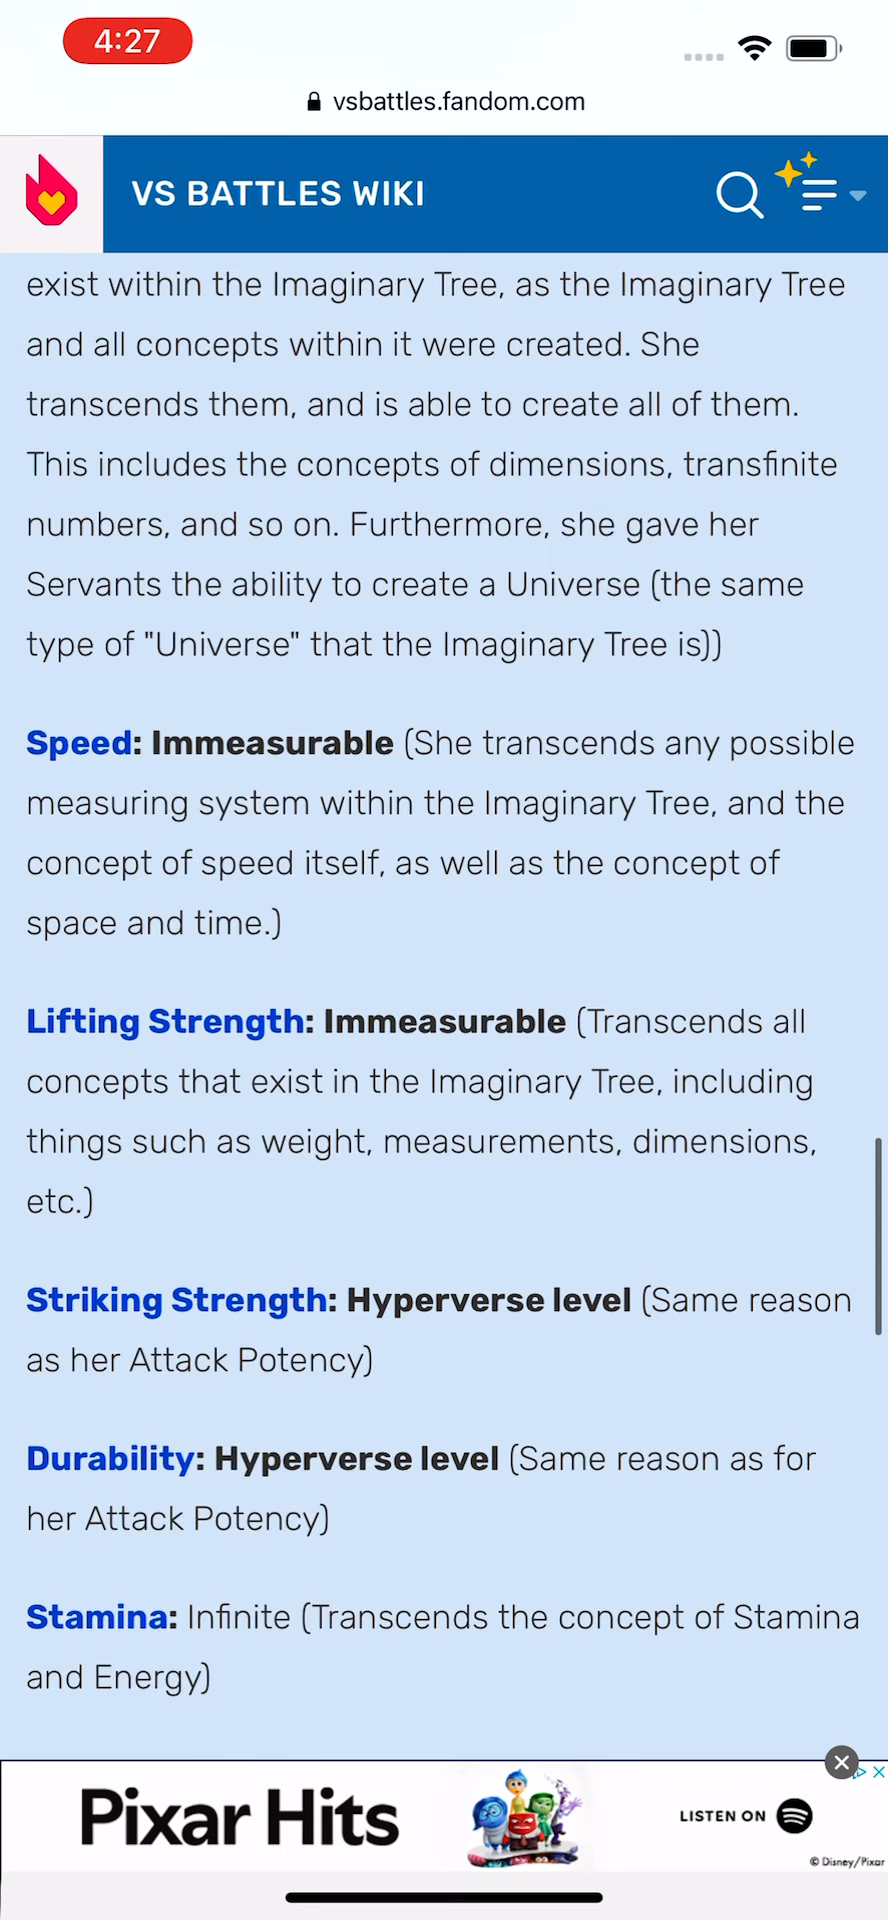 4:27
vsbattles.fandom.com
VS BATTLES WIKI
exist within the Imaginary Tree, as the Imaginary Tree
and all concepts within it were created. She
transcends them, and is able to create all of them.
This includes the concepts of dimensions, transfinite
numbers, and so on. Furthermore, she gave her
Servants the ability to create a Universe (the same
type of "Universe" that the Imaginary Tree is))
Speed: Immeasurable (She transcends any possible
measuring system within the Imaginary Tree, and the
concept of speed itself, as well as the concept of
space and time.)
Lifting Strength: Immeasurable (Transcends all
concepts that exist in the Imaginary Tree, including
things such as weight, measurements, dimensions,
etc.)
Striking Strength: Hyperverse level (Same reason
as her Attack Potency)
Durability: Hyperverse level (Same reason as for
her Attack Potency)
Stamina: Infinite (Transcends the concept of Stamina
and Energy)
Pixar Hits
LISTEN ON
© Disney/Pixar